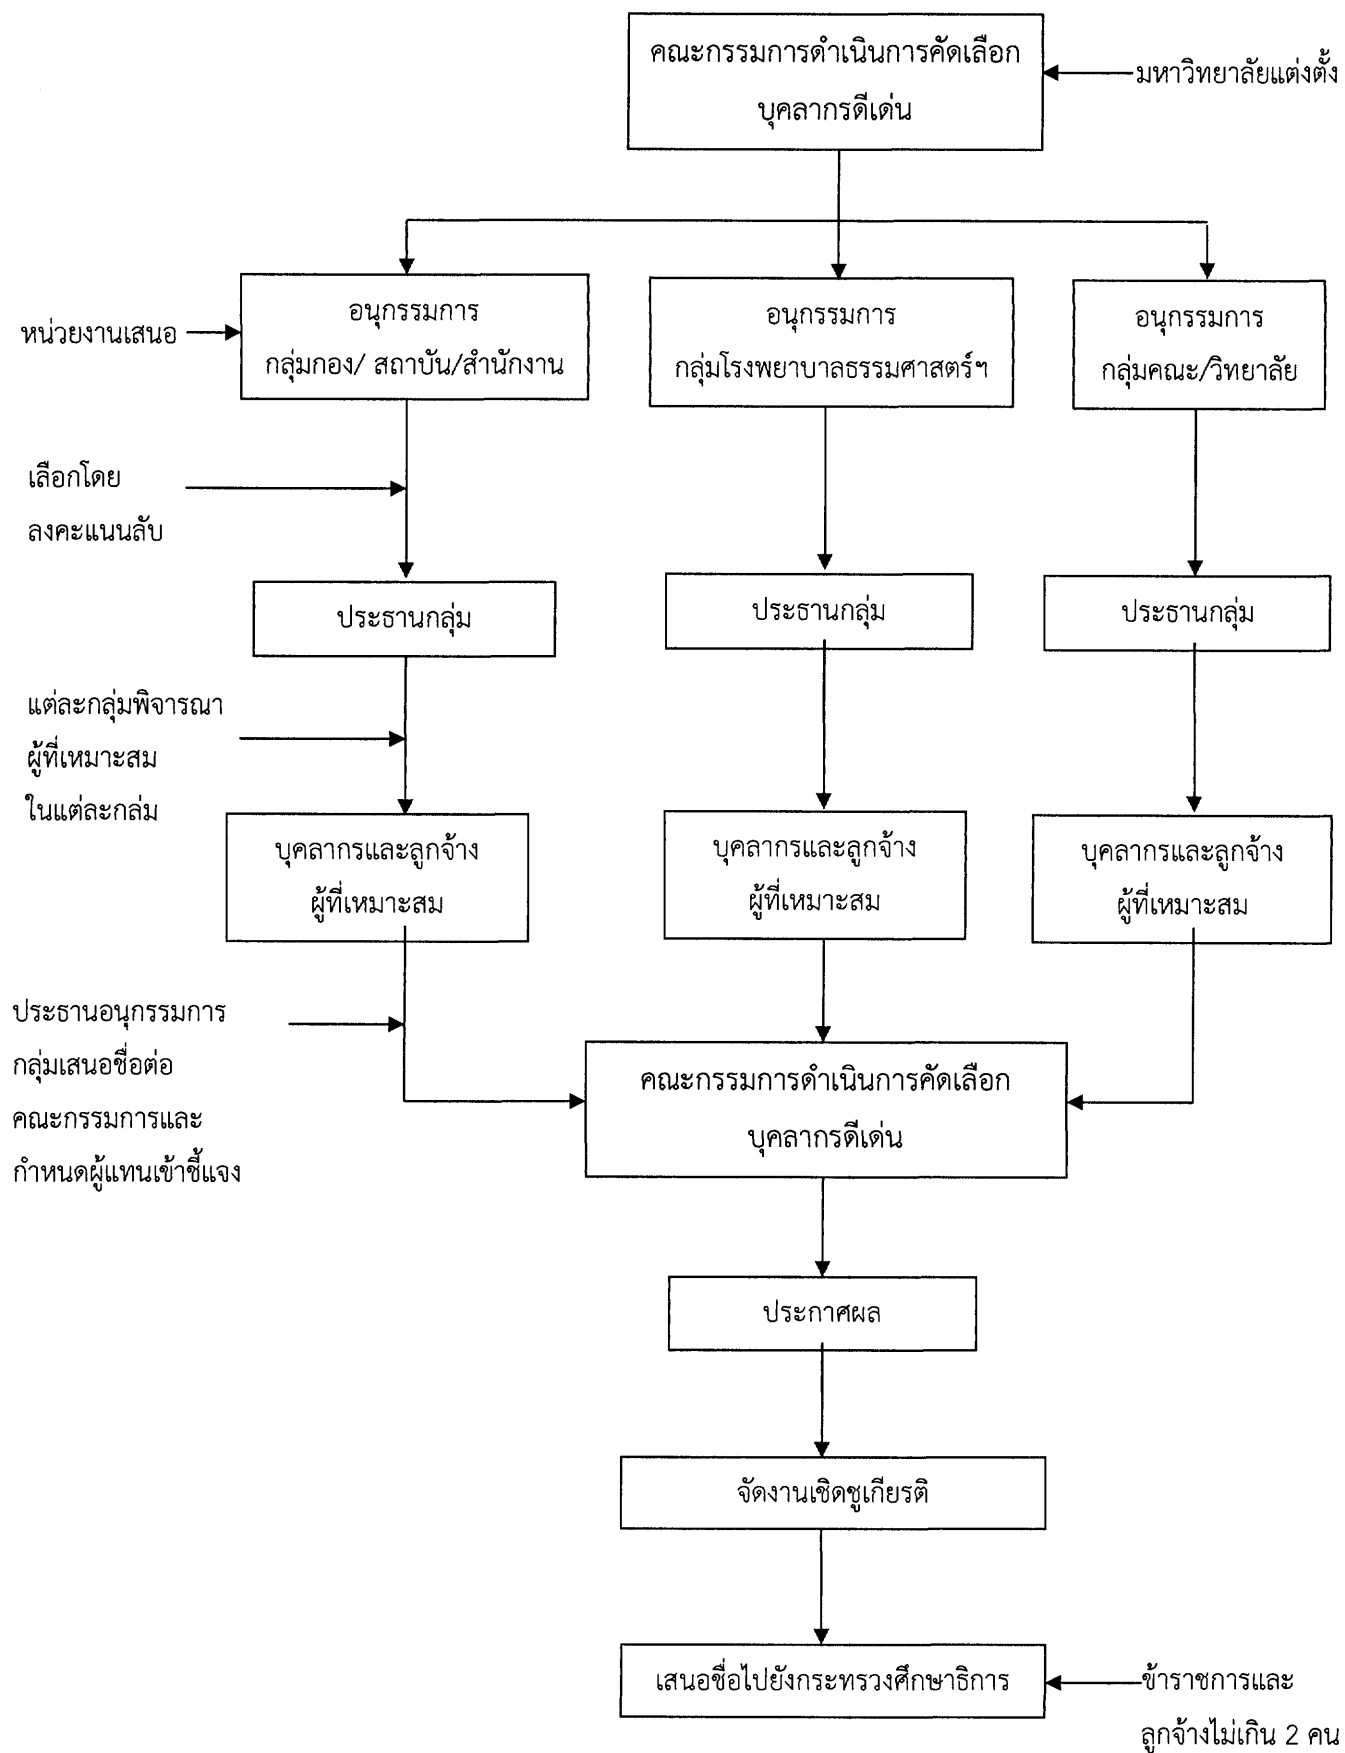 คณะกรรมการดำเนินการคัดเลือก
บุคลากรดีเด่น
มหาวิทยาลัยแต่งตั้ง
หน่วยงานเสนอ
อนุกรรมการ
กลุ่มกอง/ สถาบัน/สำนักงาน
อนุกรรมการ
กลุ่มโรงพยาบาลธรรมศาสตร์ฯ
อนุกรรมการ
กลุ่มคณะ/วิทยาลัย
เลือกโดย
ลงคะแนนลับ
ประธานกลุ่ม
ประธานกลุ่ม
ประธานกลุ่ม
แต่ละกลุ่มพิจารณา
ผู้ที่เหมาะสม
ในแต่ละกล่ม
บุคลากรและลูกจ้าง
ผู้ที่เหมาะสม
บุคลากรและลูกจ้าง
ผู้ที่เหมาะสม
บุคลากรและลูกจ้าง
ผู้ที่เหมาะสม
ประธานอนุกรรมการ
กลุ่มเสนอชื่อต่อ
คณะกรรมการและ
กำหนดผู้แทนเข้าชี้แจง
คณะกรรมการดำเนินการคัดเลือก
บุคลากรดีเด่น
ประกาศผล
จัดงานเชิดชูเกียรติ
เสนอชื่อไปยังกระทรวงศึกษาธิการ
ข้าราชการและ
ลูกจ้างไม่เกิน 2 คน